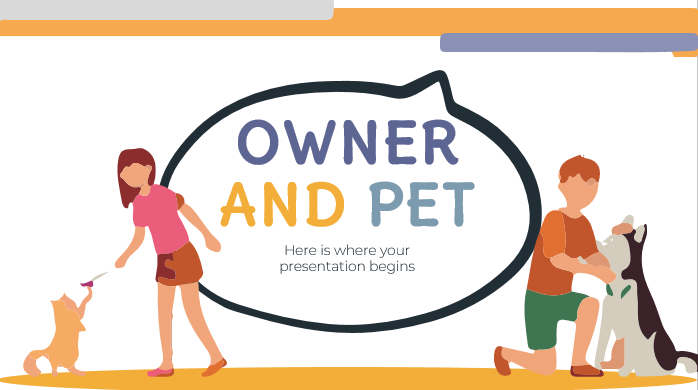 OWNER
AND PET
Here is where your
presentation begins